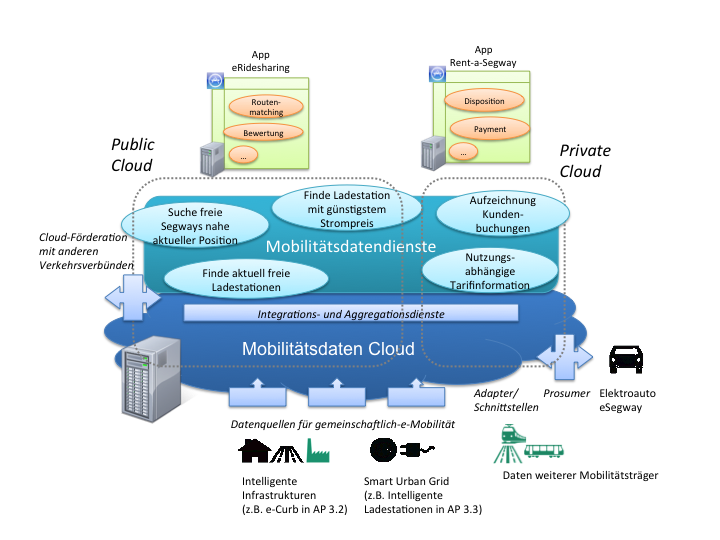 App
eRidesharing
Routen-
matching
Bewertung
...
App
Rent-a-Segway
Disposition
Payment
...
Public
Cloud
Private
Cloud
Finde Ladestation
mit günstigstem
Strompreis
Aufzeichnung
Kunden-
buchungen
Suche freie
Segways nahe
aktueller Position
Mobilitätsdatendienste
Cloud-Förderation
mit anderen
Verkehrsverbünden
Finde aktuell freie
Ladestationen
Nutzungs-
abhängige
Tarifinformation
Integrations- und Aggregationsdienste
Mobilitätsdaten Cloud
Adapter/
Schnittstellen
Prosumer
Elektroauto
eSegway
Datenquellen für gemeinschaftlich-e-Mobilität
Intelligente
Infrastrukturen
(z.B. e-Curb in AP 3.2)
Smart Urban Grid
(z.B. Intelligente
Ladestationen in AP 3.3)
Daten weiterer Mobilitätsträger